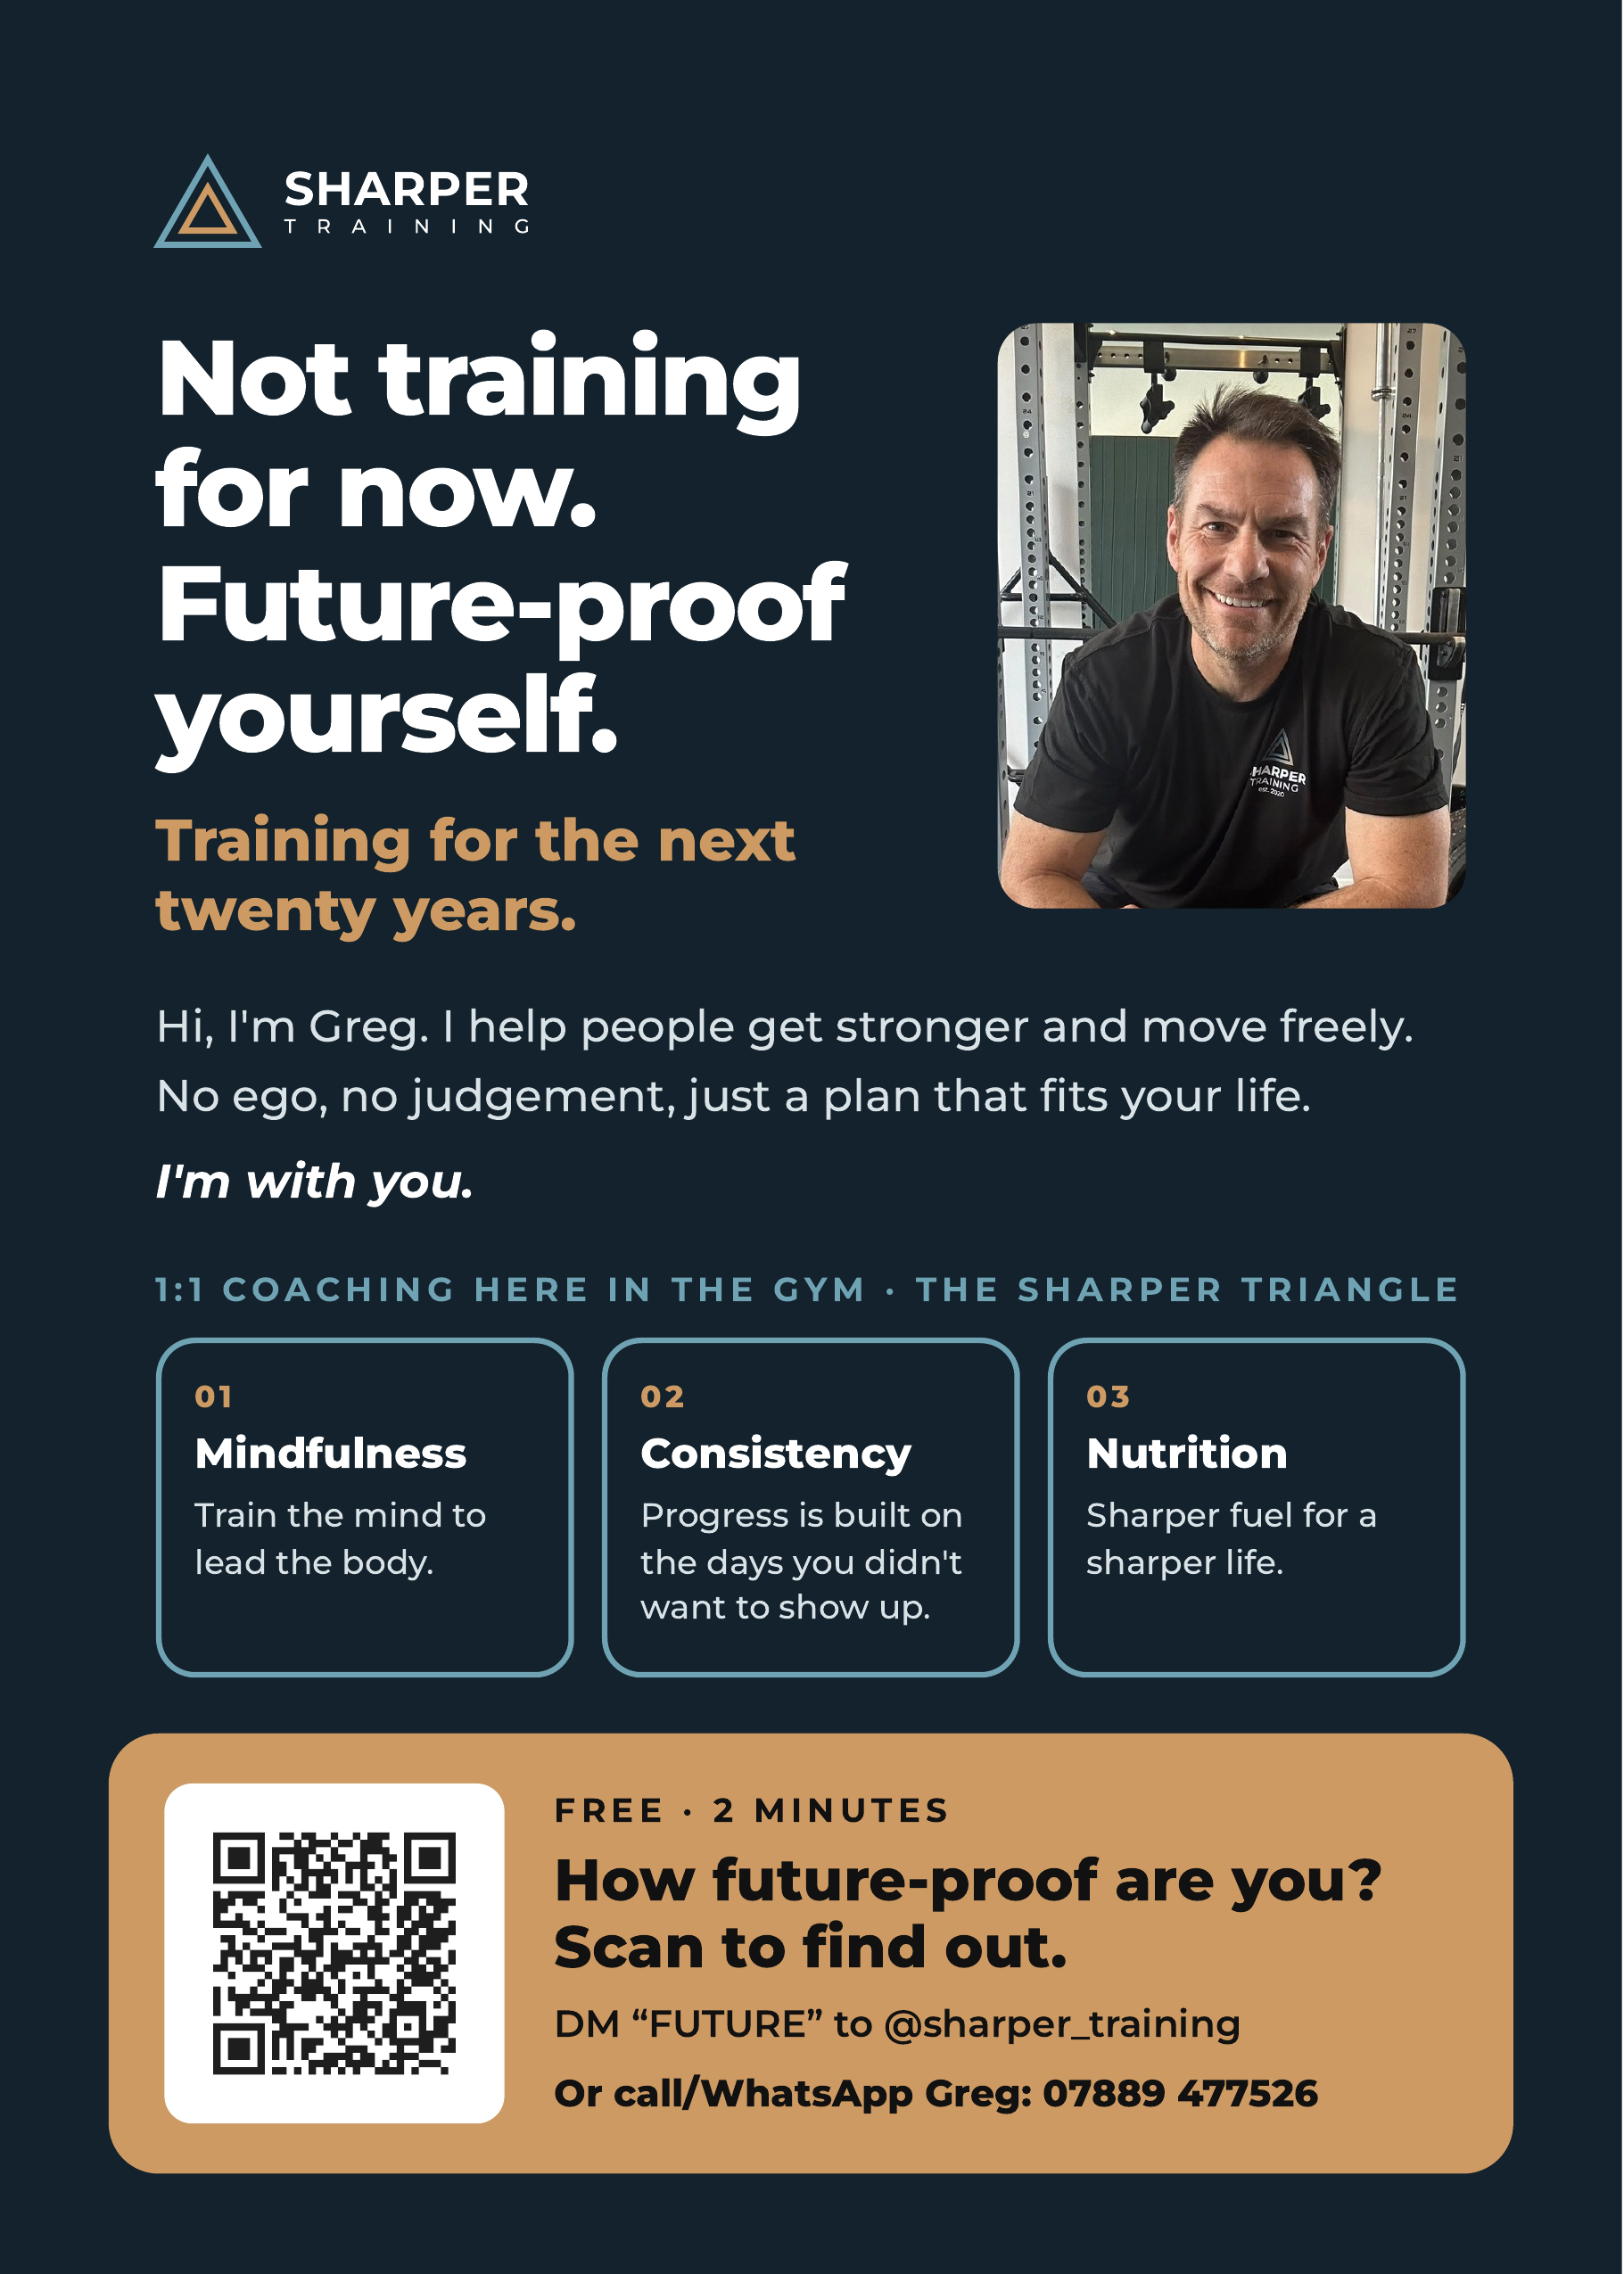 SHARPER
TRAINING
Not training
for now.
Future-proof
yourself.
Training for the next
twenty years.
SHARPER
TRAINING
est. 2020
Hi, I'm Greg. I help people get stronger and move freely.
No ego, no judgement, just a plan that fits your life.
I'm with you.
1:1 COACHING HERE IN THE GYM · THE SHARPER TRIANGLE
01
Mindfulness
Train the mind to
lead the body.
02
Consistency
Progress is built on
the days you didn't
want to show up.
03
Nutrition
Sharper fuel for a
sharper life.
FREE · 2 MINUTES
How future-proof are you?
Scan to find out.
DM “FUTURE” to @sharper_training
Or call/WhatsApp Greg: 07889 477526